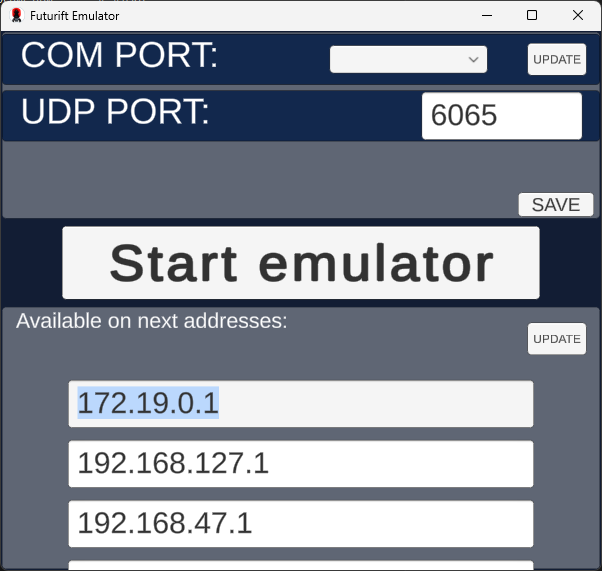 Futurift Emulator
COM PORT:
UPDATE
UDP PORT:
6065
SAVE
Start emulator
Available on next addresses:
UPDATE
172.19.0.1
192.168.127.1
192.168.47.1